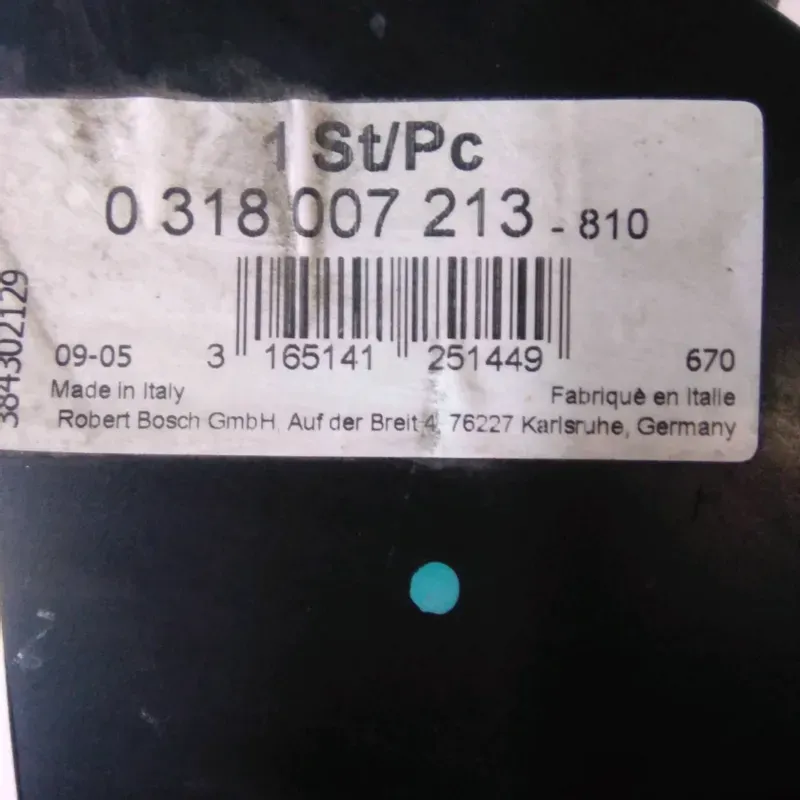 1 St/Pc
0 318 007 213 - 810
384302129
09-05 3 165141 251449 670
Made in Italy Fabriquè en Italie
Robert Bosch GmbH, Auf der Breit 4, 76227 Karlsruhe, Germany